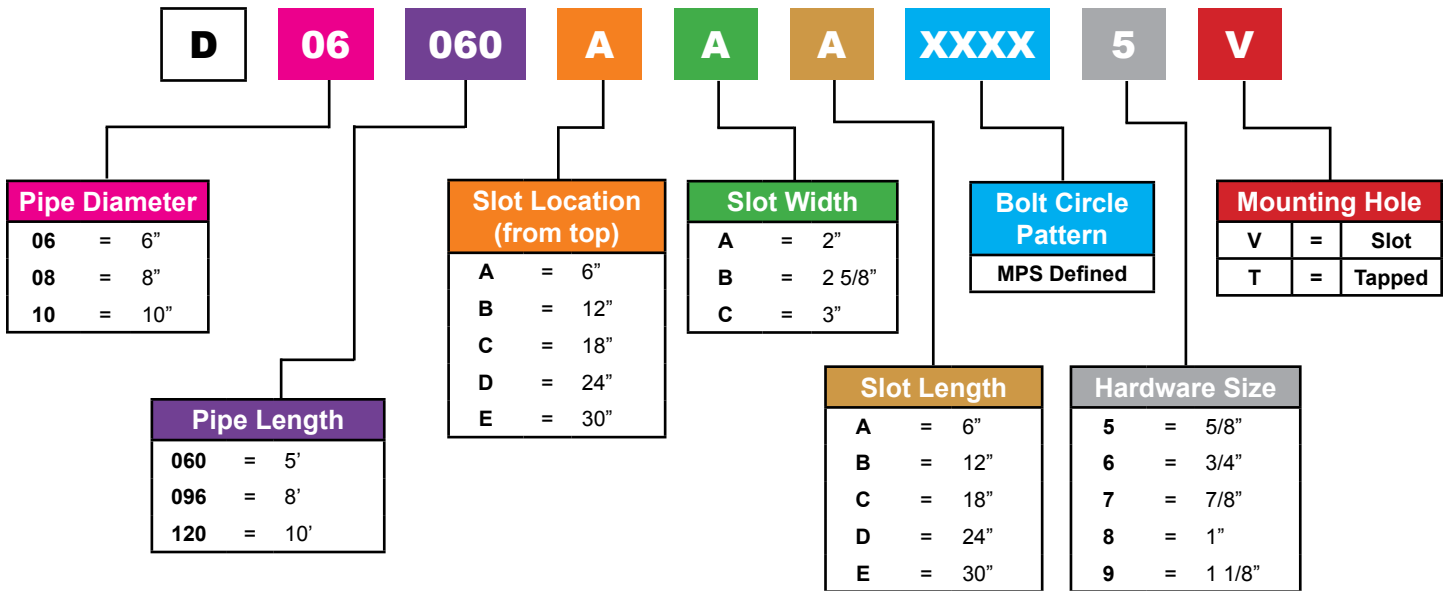 D 06 060 A A A XXXX 5 V
Pipe Diameter
06 = 6”
08 = 8”
10 = 10”
Pipe Length
060 = 5’
096 = 8’
120 = 10’
Slot Location
(from top)
A = 6”
B = 12”
C = 18”
D = 24”
E = 30”
Slot Width
A = 2”
B = 2 5/8”
C = 3”
Slot Length
A = 6”
B = 12”
C = 18”
D = 24”
E = 30”
Bolt Circle
Pattern
MPS Defined
Hardware Size
5 = 5/8”
6 = 3/4”
7 = 7/8”
8 = 1”
9 = 1 1/8”
Mounting Hole
V = Slot
T = Tapped